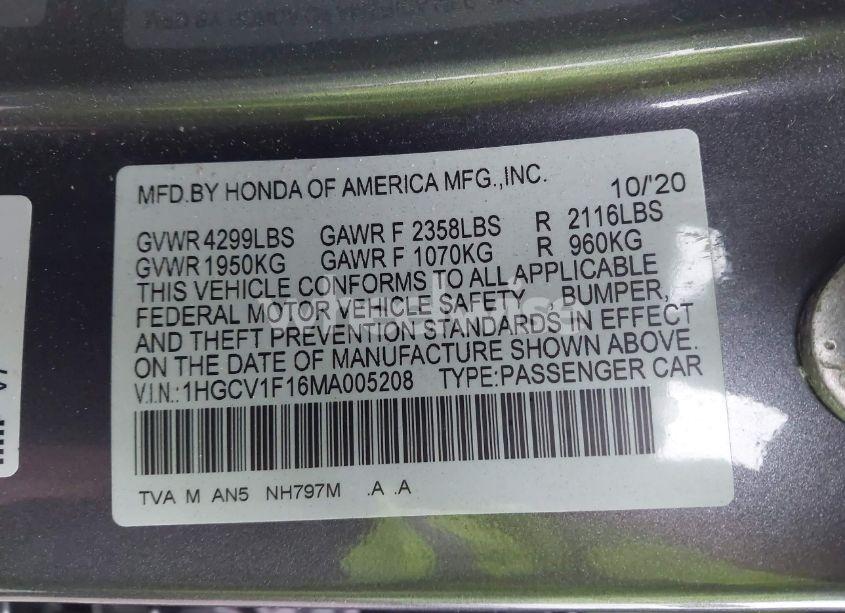 MFD.BY HONDA OF AMERICA MFG.,INC. 10/'20
GVWR 4299LBS GAWR F 2358LBS R 2116LBS
GVWR 1950KG GAWR F 1070KG R 960KG
THIS VEHICLE CONFORMS TO ALL APPLICABLE
FEDERAL MOTOR VEHICLE SAFETY, BUMPER,
AND THEFT PREVENTION STANDARDS IN EFFECT
ON THE DATE OF MANUFACTURE SHOWN ABOVE.
V.I.N.: 1HGCV1F16MA005208 TYPE:PASSENGER CAR
TVA M AN5 NH797M .A .A